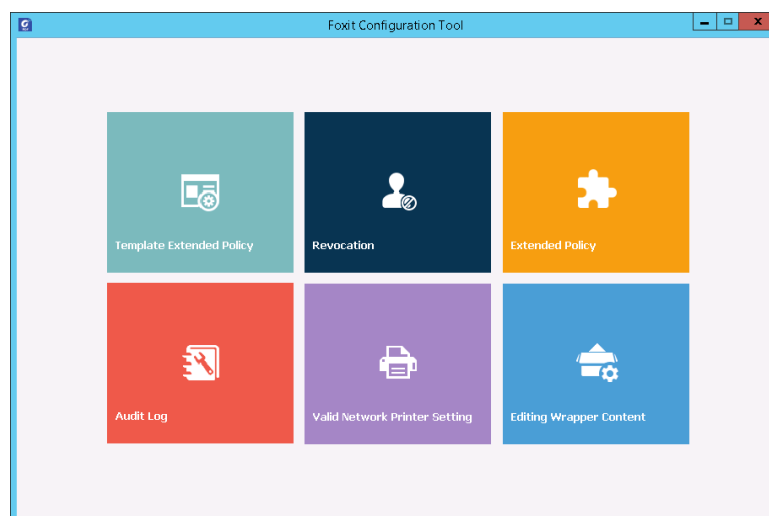 Foxit Configuration Tool
Template Extended Policy
Revocation
Extended Policy
Audit Log
Valid Network Printer Setting
Editing Wrapper Content